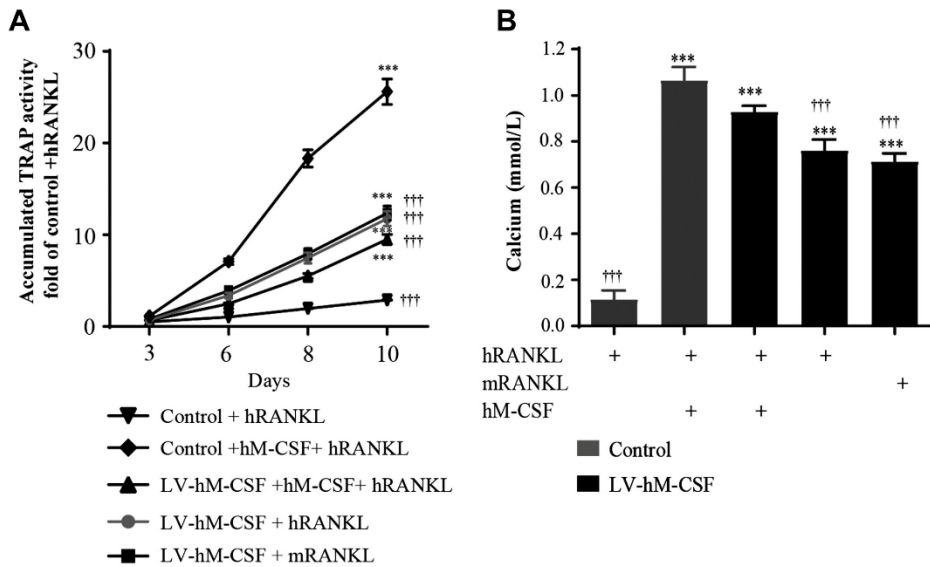 A
Accumulated TRAP activity
fold of control +hRANKL
30
20
10
0
***
***
***
***
†††
†††
†††
†††
3 6 8 10
Days
Control + hRANKL
Control +hM-CSF+ hRANKL
LV-hM-CSF +hM-CSF+ hRANKL
LV-hM-CSF + hRANKL
LV-hM-CSF + mRANKL
B
Calcium (mmol/L)
1.2
1.0
0.8
0.6
0.4
0.2
0.0
†††
***
***
†††
***
†††
***
hRANKL + + + +
mRANKL +
hM-CSF + +
Control
LV-hM-CSF